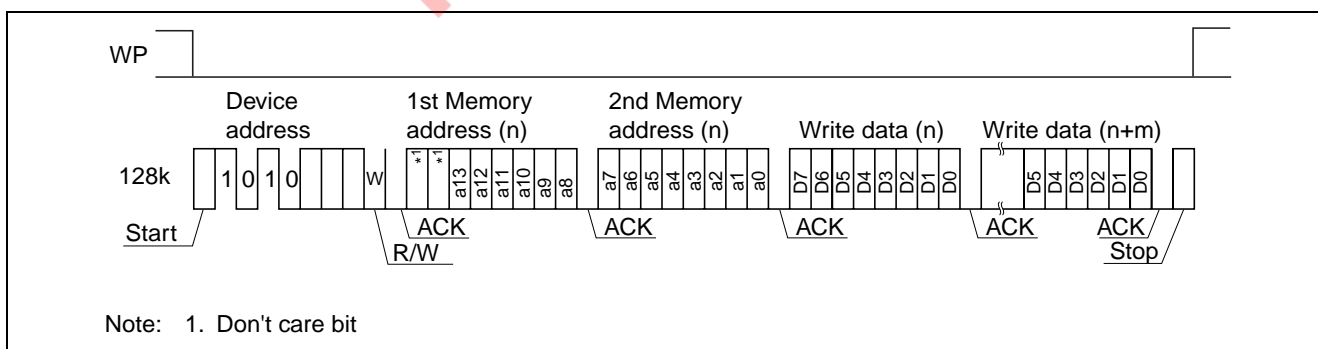 WP
Device address
1st Memory address (n)
2nd Memory address (n)
Write data (n)
Write data (n+m)
128k
1 0 1 0
W
*1 *1 a13 a12 a11 a10 a9 a8
a7 a6 a5 a4 a3 a2 a1 a0
D7 D6 D5 D4 D3 D2 D1 D0
D5 D4 D3 D2 D1 D0
Start
R/W
ACK
ACK
ACK
ACK
ACK
Stop
Note: 1. Don't care bit